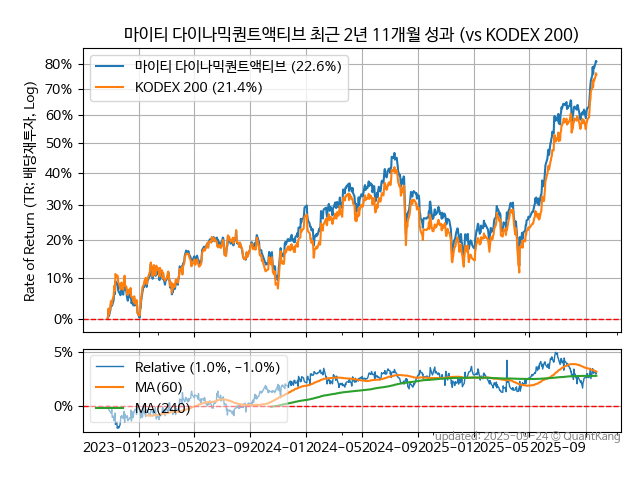 마이티 다이나믹퀀트액티브 최근 2년 11개월 성과 (vs KODEX 200)
Rate of Return (TR: 배당재투자, Log)
80%
70%
60%
50%
40%
30%
20%
10%
0%
마이티 다이나믹퀀트액티브 (22.6%)
KODEX 200 (21.4%)
5%
0%
Relative (1.0%, -1.0%)
MA(60)
MA(240)
updated: 2025-09-24 © QuantKang
2023-01 2023-05 2023-09 2024-01 2024-05 2024-09 2025-01 2025-05 2025-09